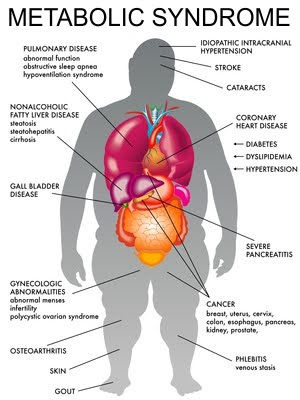 METABOLIC SYNDROME
PULMONARY DISEASE
abnormal function
obstructive sleep apnea
hypoventilation syndrome
IDIOPATHIC INTRACRANIAL
HYPERTENSION
STROKE
CATARACTS
NONALCOHOLIC
FATTY LIVER DISEASE
steatosis
steatohepatitis
cirrhosis
CORONARY
HEART DISEASE
DIABETES
DYSLIPIDEMIA
HYPERTENSION
GALL BLADDER
DISEASE
SEVERE
PANCREATITIS
GYNECOLOGIC
ABNORMALITIES
abnormal menses
infertility
polycystic ovarian syndrome
CANCER
breast, uterus, cervix,
colon, esophagus, pancreas,
kidney, prostate,
OSTEOARTHRITIS
PHLEBITIS
venous stasis
SKIN
GOUT